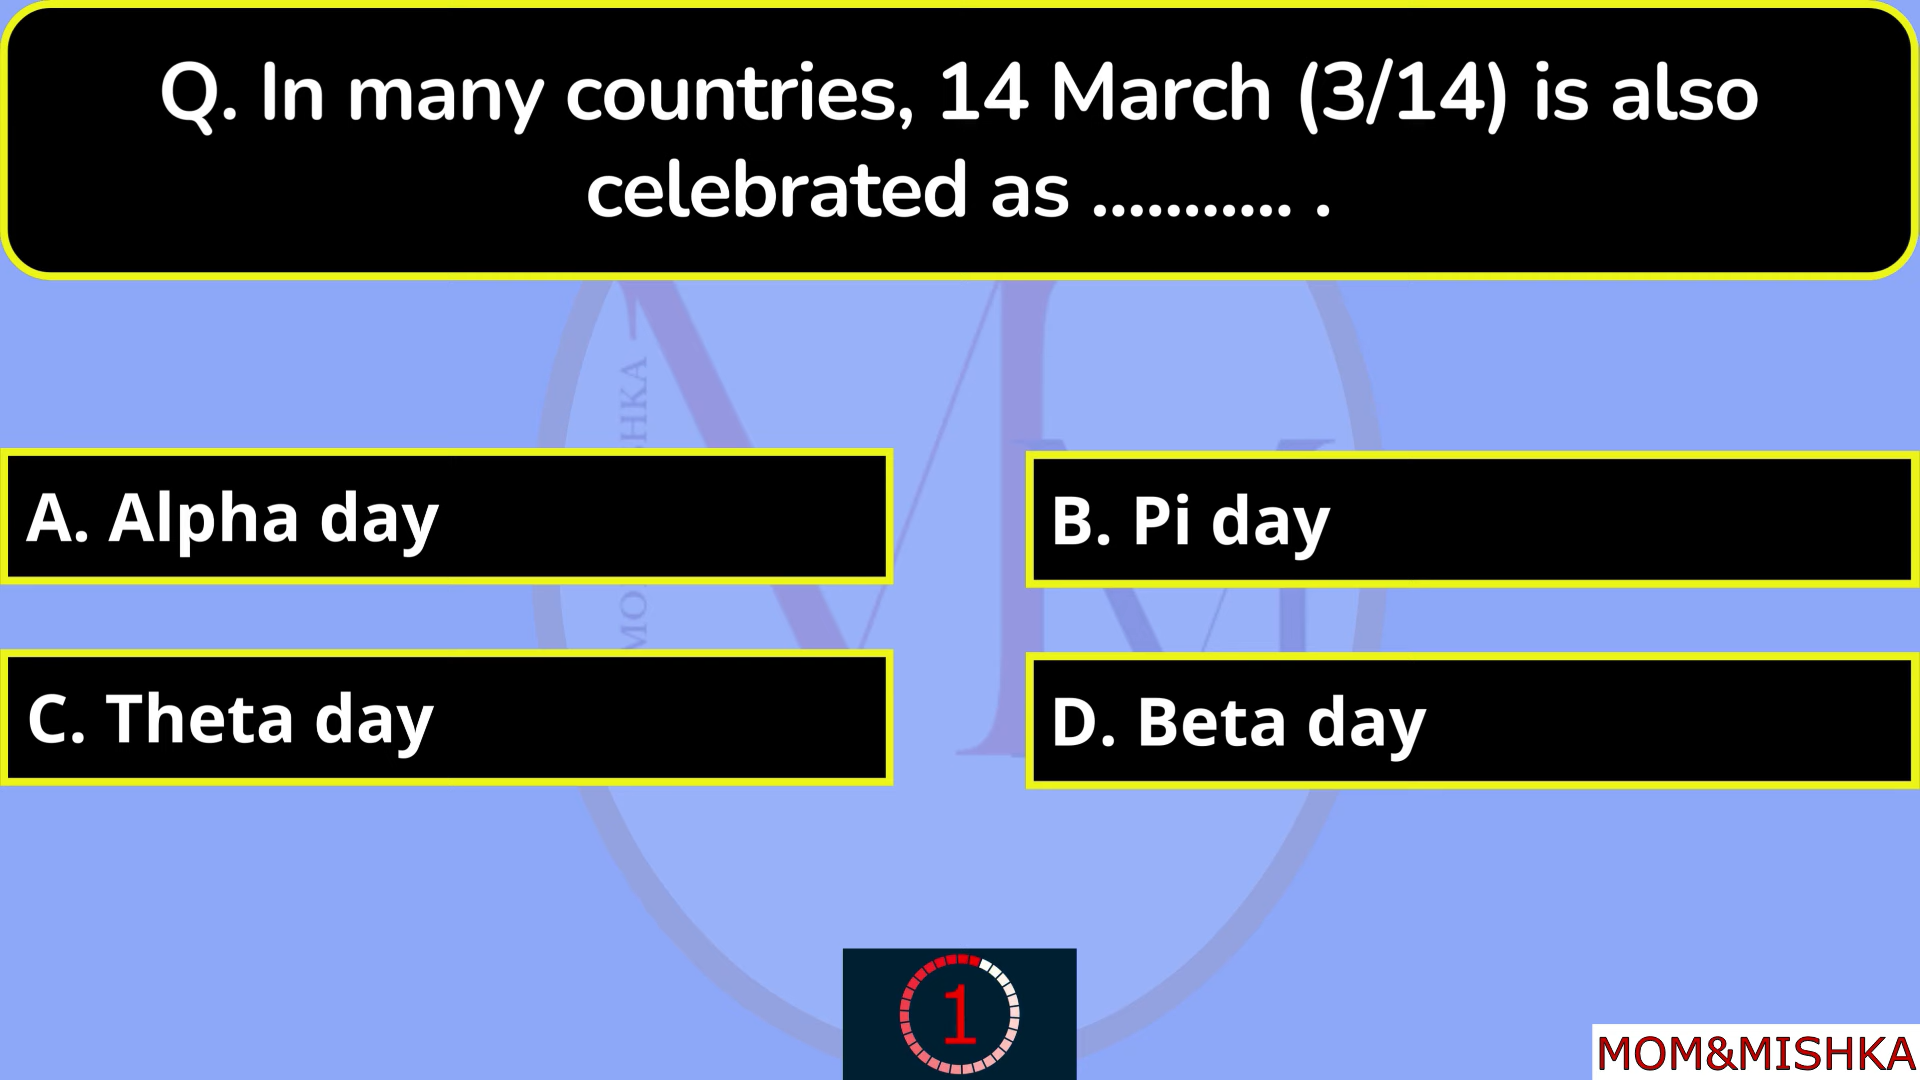 Q. In many countries, 14 March (3/14) is also
celebrated as ........... .
A. Alpha day
B. Pi day
C. Theta day
D. Beta day
1
MOM&MISHKA